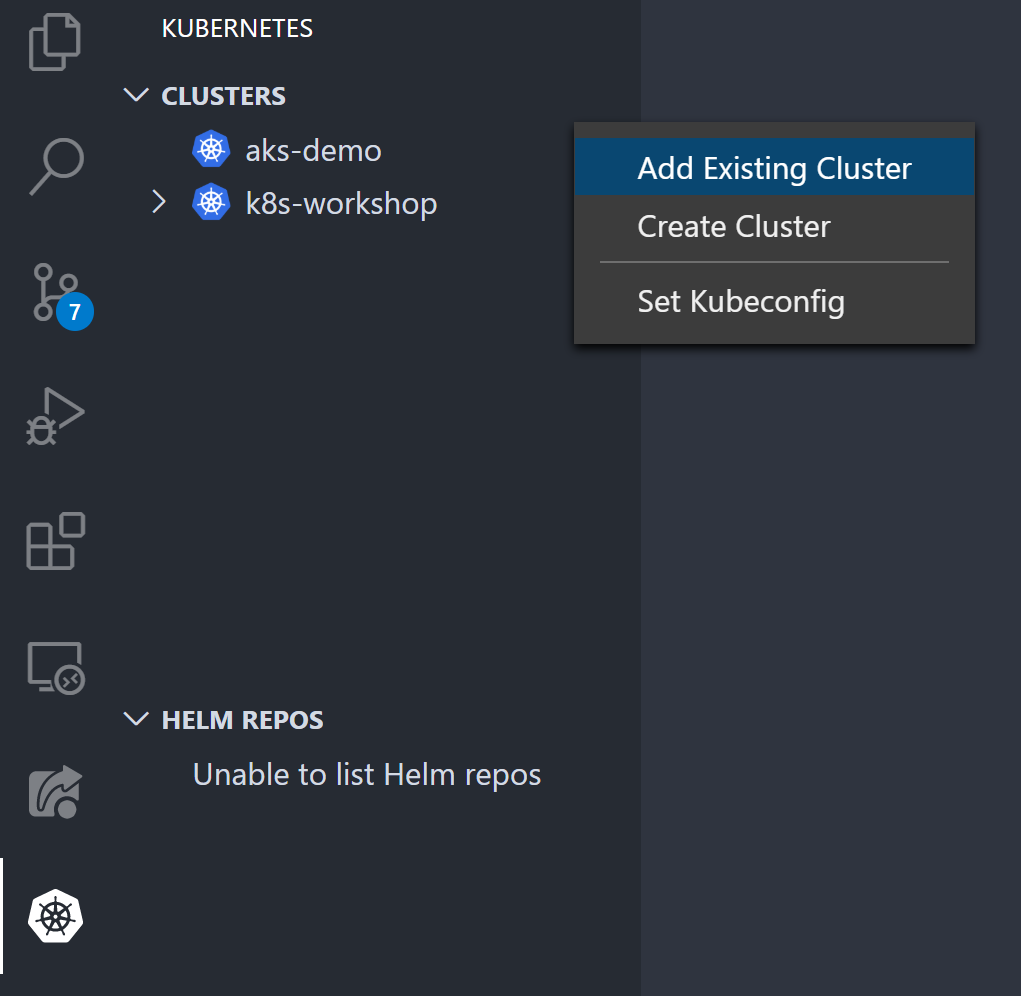 KUBERNETES
CLUSTERS
aks-demo
k8s-workshop
Add Existing Cluster
Create Cluster
Set Kubeconfig
7
HELM REPOS
Unable to list Helm repos